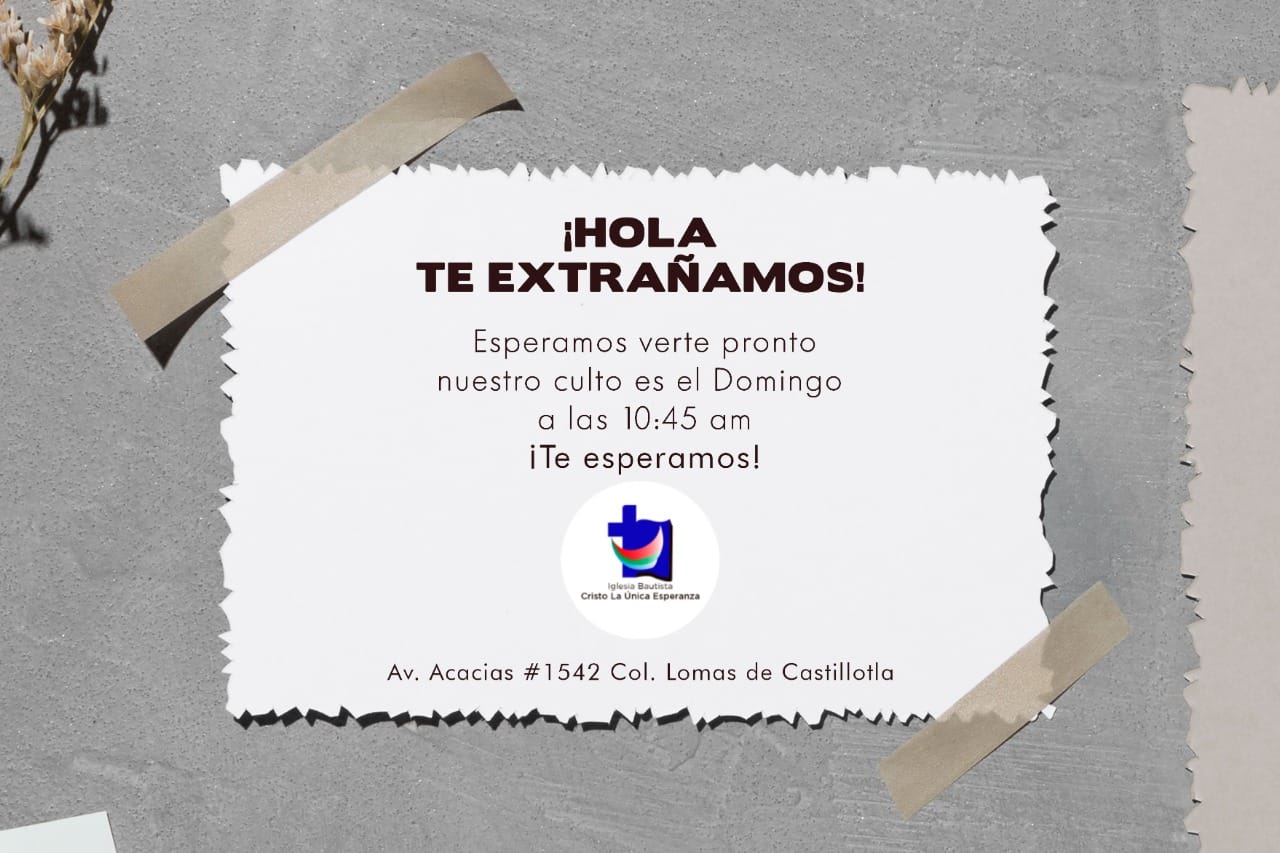 ¡HOLA
TE EXTRAÑAMOS!
Esperamos verte pronto
nuestro culto es el Domingo
a las 10:45 am
¡Te esperamos!
Iglesia Bautista
Cristo La Única Esperanza
Av. Acacias #1542 Col. Lomas de Castillotla